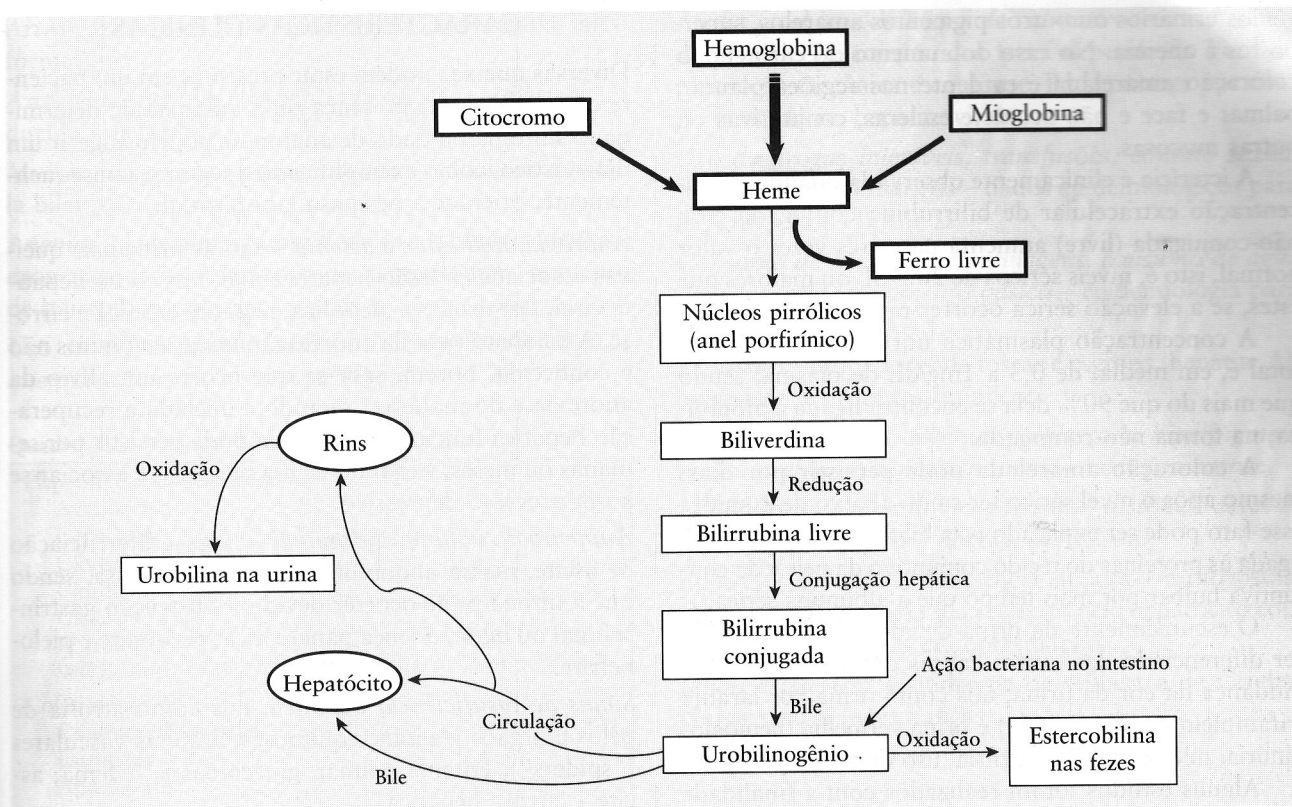 Hemoglobina
Citocromo
Mioglobina
Heme
Ferro livre
Núcleos pirrólicos
(anel porfirínico)
Oxidação
Biliverdina
Redução
Bilirrubina livre
Conjugação hepática
Bilirrubina
conjugada
Ação bacteriana no intestino
Bile
Urobilinogênio
Oxidação
Estercobilina
nas fezes
Rins
Oxidação
Urobilina na urina
Hepatócito
Circulação
Bile